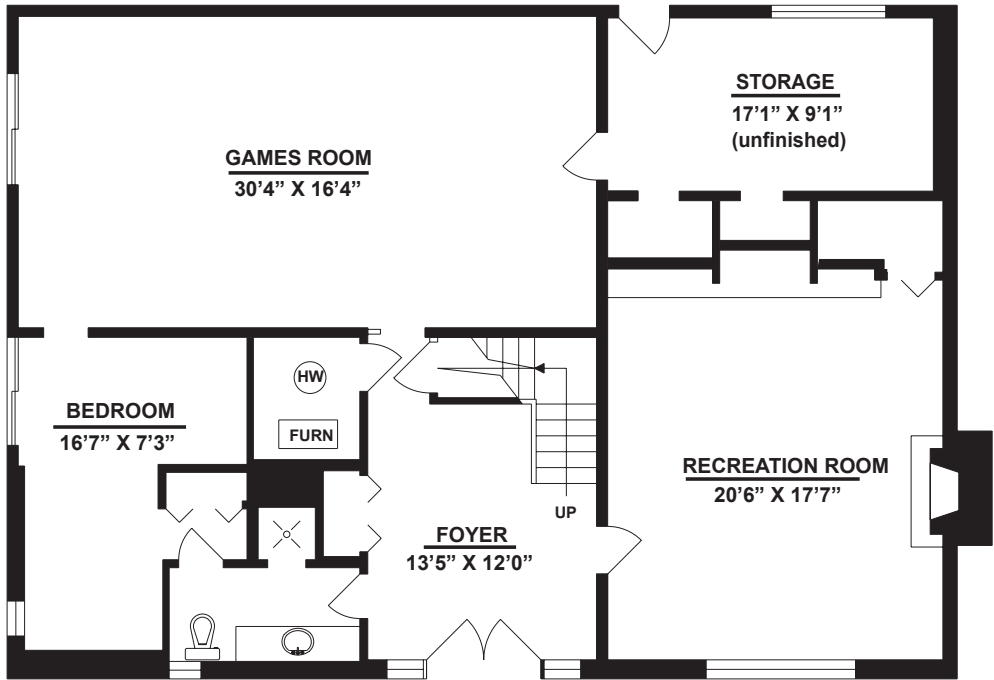 STORAGE
17'1” X 9'1”
(unfinished)
GAMES ROOM
30'4” X 16'4”
HW
FURN
BEDROOM
16'7” X 7'3”
RECREATION ROOM
20'6” X 17'7”
UP
FOYER
13'5” X 12'0”